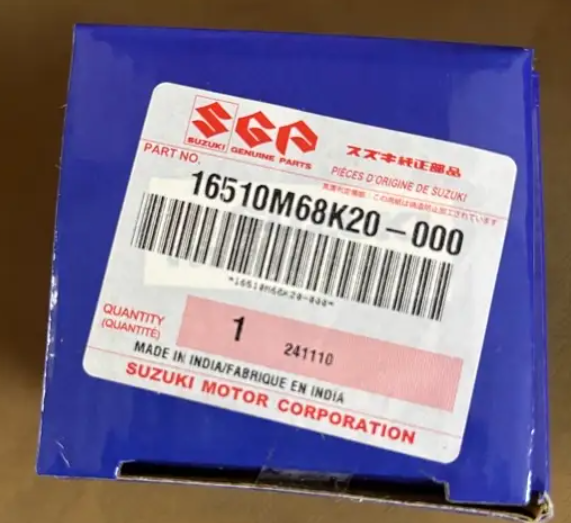 SGP
SUZUKI GENUINE PARTS
スズキ純正部品
PART NO.
PIÈCES D'ORIGINE DE SUZUKI
16510M68K20-000
*16510M68K20-000*
QUANTITY
(QUANTITÉ)
1
241110
MADE IN INDIA/FABRIQUE EN INDIA
SUZUKI MOTOR CORPORATION